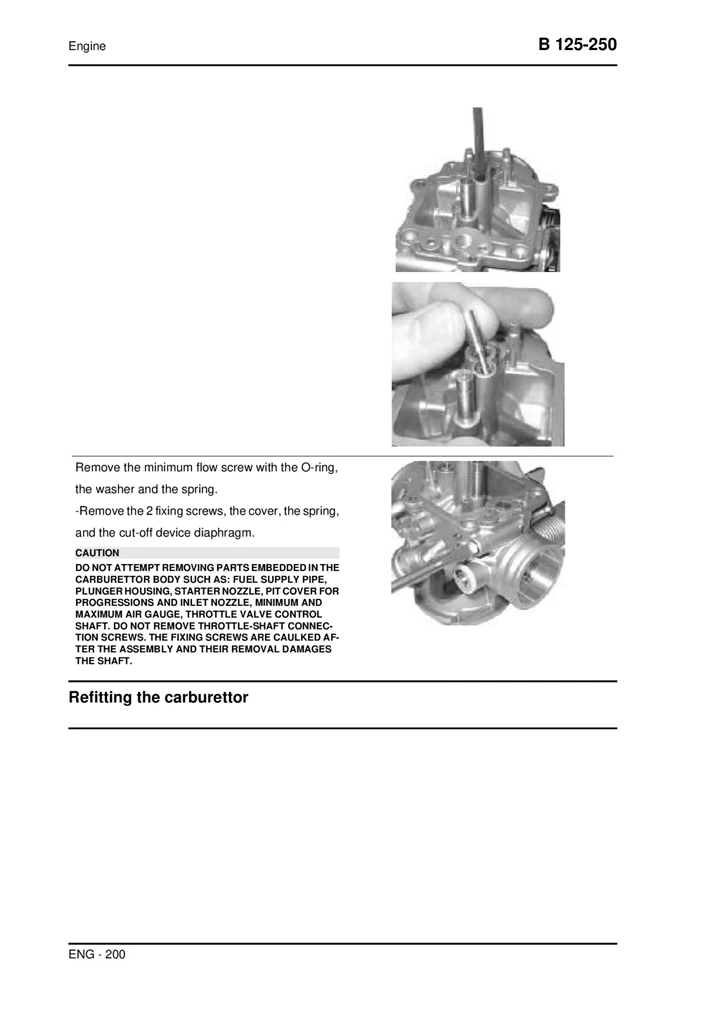 Engine
B 125-250
Remove the minimum flow screw with the O-ring,
the washer and the spring.
-Remove the 2 fixing screws, the cover, the spring,
and the cut-off device diaphragm.
CAUTION
DO NOT ATTEMPT REMOVING PARTS EMBEDDED IN THE
CARBURETTOR BODY SUCH AS: FUEL SUPPLY PIPE,
PLUNGER HOUSING, STARTER NOZZLE, PIT COVER FOR
PROGRESSIONS AND INLET NOZZLE, MINIMUM AND
MAXIMUM AIR GAUGE, THROTTLE VALVE CONTROL
SHAFT. DO NOT REMOVE THROTTLE-SHAFT CONNEC-
TION SCREWS. THE FIXING SCREWS ARE CAULKED AF-
TER THE ASSEMBLY AND THEIR REMOVAL DAMAGES
THE SHAFT.
Refitting the carburettor
ENG - 200